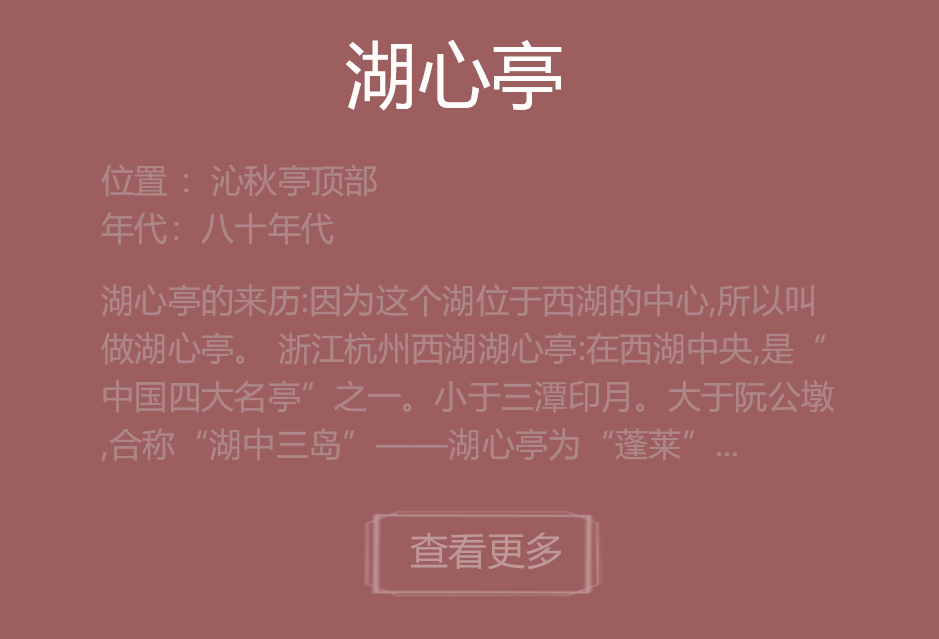 湖心亭
位置 ：沁秋亭顶部
年代：八十年代
湖心亭的来历:因为这个湖位于西湖的中心,所以叫
做湖心亭。 浙江杭州西湖湖心亭:在西湖中央,是“
中国四大名亭”之一。小于三潭印月。大于阮公墩
,合称“湖中三岛”——湖心亭为“蓬莱”...
查看更多